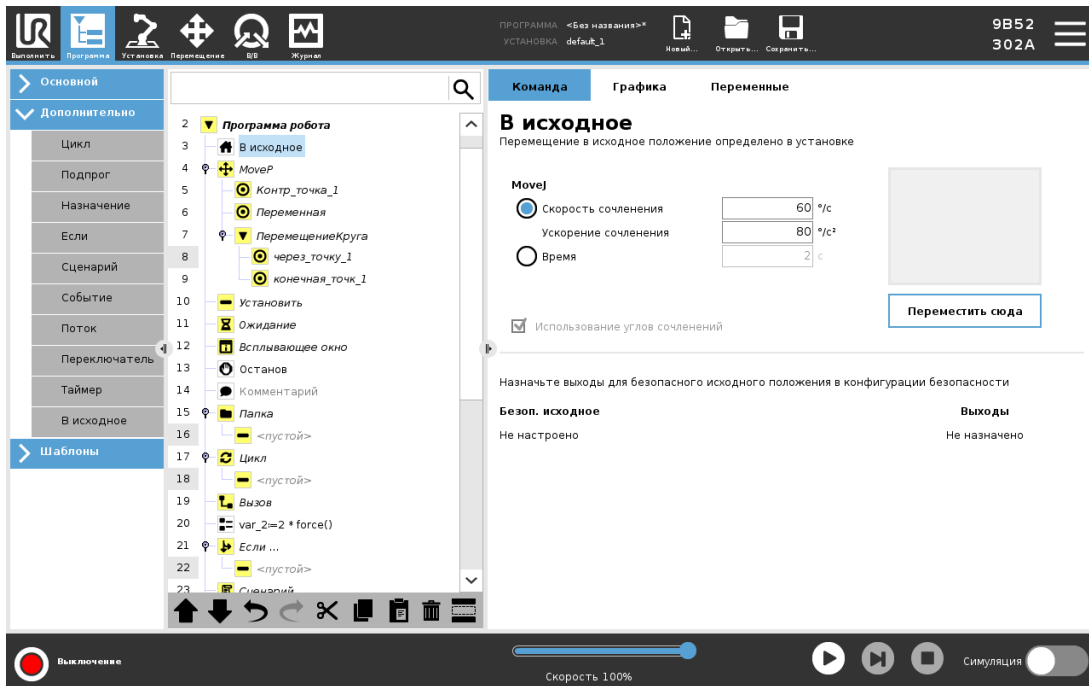 ПРОГРАММА <Без названия>*
УСТАНОВКА default_1
9B52
302A
UR
Выполнить
Программа
Установка
Перемещение
В/В
Журнал
Новый...
Открыть...
Сохранить...
Основной
Дополнительно
Цикл
Подпрог
Назначение
Если
Сценарий
Событие
Поток
Переключатель
Таймер
В исходное
Шаблоны
2 Программа робота
3 В исходное
4 MoveP
5 Контр_точка_1
6 Переменная
7 ПеремещениеКруга
8 через_точку_1
9 конечная_точк_1
10 Установить
11 Ожидание
12 Всплывающее окно
13 Останов
14 Комментарий
15 Папка
16 <пустой>
17 Цикл
18 <пустой>
19 Вызов
20 var_2:=2 * force()
21 Если ...
22 <пустой>
23 Сценарий
Команда
Графика
Переменные
В исходное
Перемещение в исходное положение определено в установке
MoveJ
Скорость сочленения 60 °/с
Ускорение сочленения 80 °/с²
Время 2 с
Переместить сюда
Использование углов сочленений
Назначьте выходы для безопасного исходного положения в конфигурации безопасности
Безоп. исходное Выходы
Не настроено Не назначено
Выключение
Скорость 100%
Симуляция